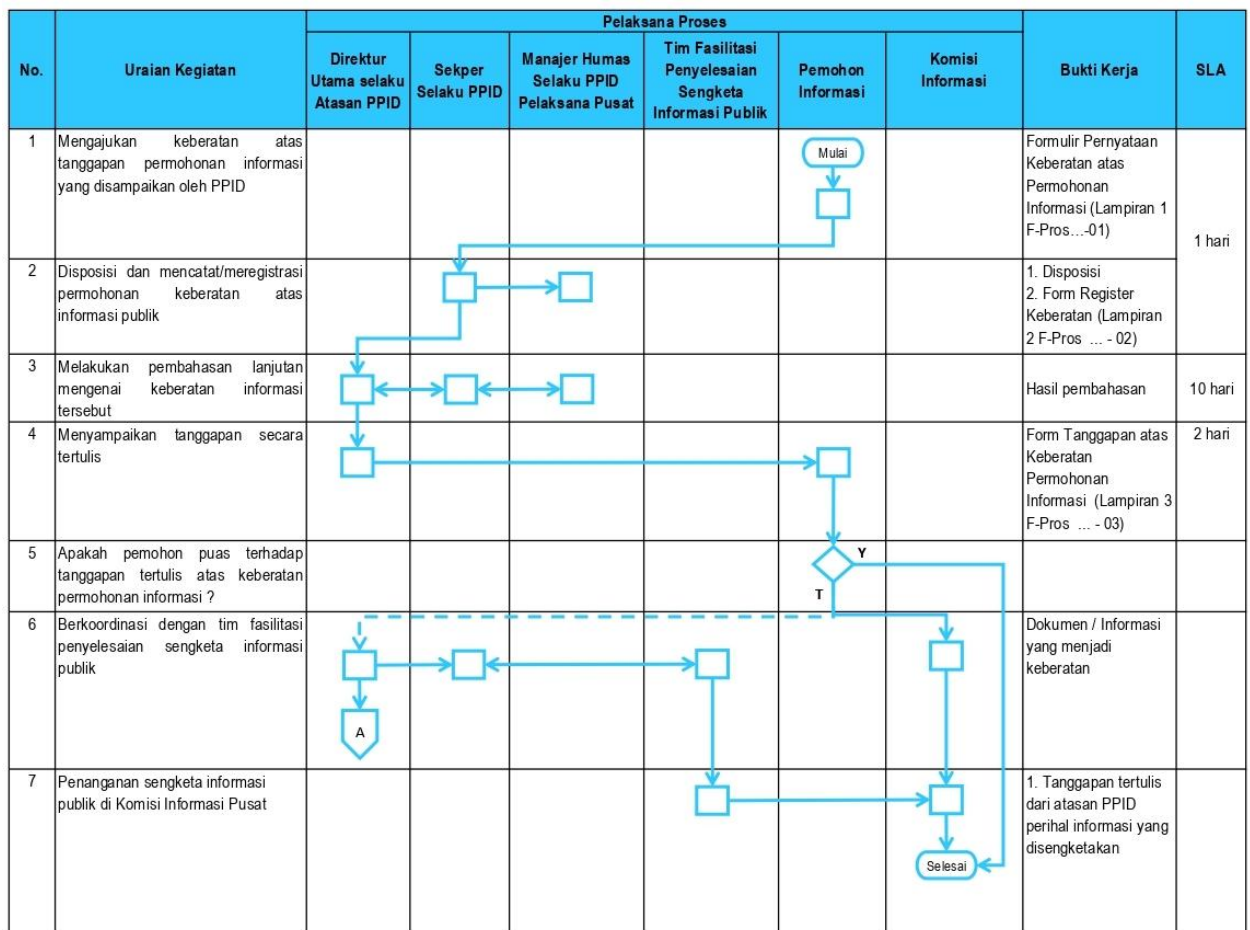 Pelaksana Proses
No.
Uraian Kegiatan
Direktur
Utama selaku
Atasan PPID
Sekper
Selaku PPID
Manajer Humas
Selaku PPID
Pelaksana Pusat
Tim Fasilitasi
Penyelesaian
Sengketa
Informasi Publik
Pemohon
Informasi
Komisi
Informasi
Bukti Kerja
SLA
1
Mengajukan keberatan atas
tanggapan permohonan informasi
yang disampaikan oleh PPID
Mulai
Formulir Pernyataan
Keberatan atas
Permohonan
Informasi (Lampiran 1
F-Pros...-01)
1 hari
2
Disposisi dan mencatat/meregistrasi
permohonan keberatan atas
informasi publik
1. Disposisi
2. Form Register
Keberatan (Lampiran
2 F-Pros ... - 02)
3
Melakukan pembahasan lanjutan
mengenai keberatan informasi
tersebut
Hasil pembahasan
10 hari
4
Menyampaikan tanggapan secara
tertulis
Form Tanggapan atas
Keberatan
Permohonan
Informasi (Lampiran 3
F-Pros ... - 03)
2 hari
5
Apakah pemohon puas terhadap
tanggapan tertulis atas keberatan
permohonan informasi ?
Y
T
6
Berkoordinasi dengan tim fasilitasi
penyelesaian sengketa informasi
publik
A
Dokumen / Informasi
yang menjadi
keberatan
7
Penanganan sengketa informasi
publik di Komisi Informasi Pusat
Selesai
1. Tanggapan tertulis
dari atasan PPID
perihal informasi yang
disengketakan